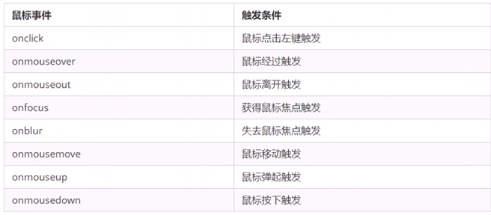 鼠标事件 触发条件
onclick 鼠标点击左键触发
onmouseover 鼠标经过触发
onmouseout 鼠标离开触发
onfocus 获得鼠标焦点触发
onblur 失去鼠标焦点触发
onmousemove 鼠标移动触发
onmouseup 鼠标弹起触发
onmousedown 鼠标按下触发